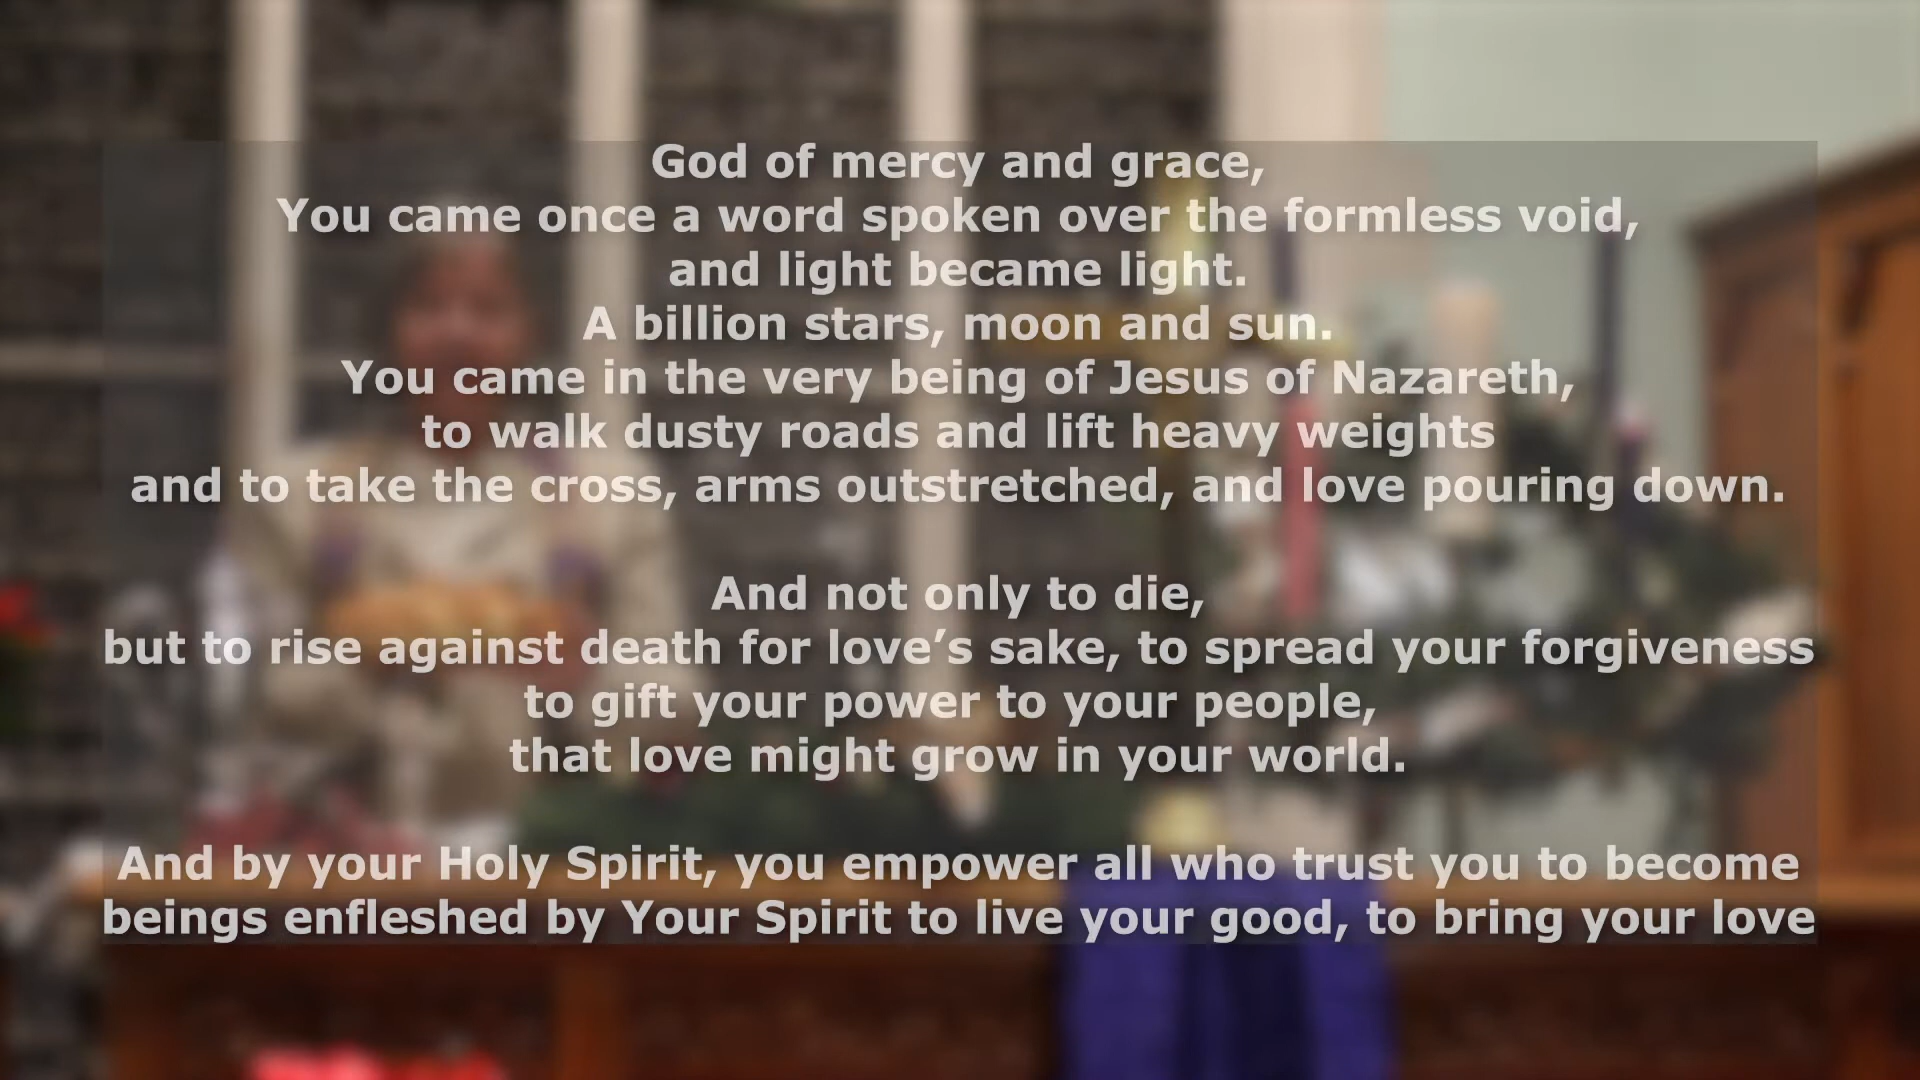 God of mercy and grace,
You came once a word spoken over the formless void,
and light became light.
A billion stars, moon and sun.
You came in the very being of Jesus of Nazareth,
to walk dusty roads and lift heavy weights
and to take the cross, arms outstretched, and love pouring down.
And not only to die,
but to rise against death for love’s sake, to spread your forgiveness
to gift your power to your people,
that love might grow in your world.
And by your Holy Spirit, you empower all who trust you to become
beings enfleshed by Your Spirit to live your good, to bring your love